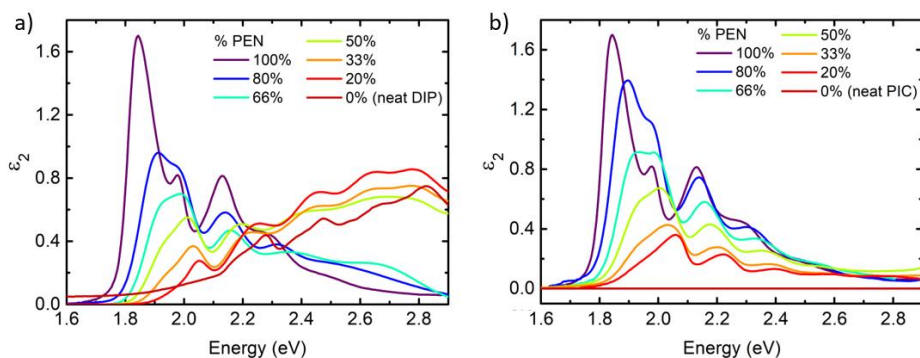 a)
% PEN
100%
80%
66%
50%
33%
20%
0% (neat DIP)
ε2
1.6
1.2
0.8
0.4
0.0
1.6 1.8 2.0 2.2 2.4 2.6 2.8
Energy (eV)
b)
% PEN
100%
80%
66%
50%
33%
20%
0% (neat PIC)
ε2
1.6
1.2
0.8
0.4
0.0
1.6 1.8 2.0 2.2 2.4 2.6 2.8
Energy (eV)